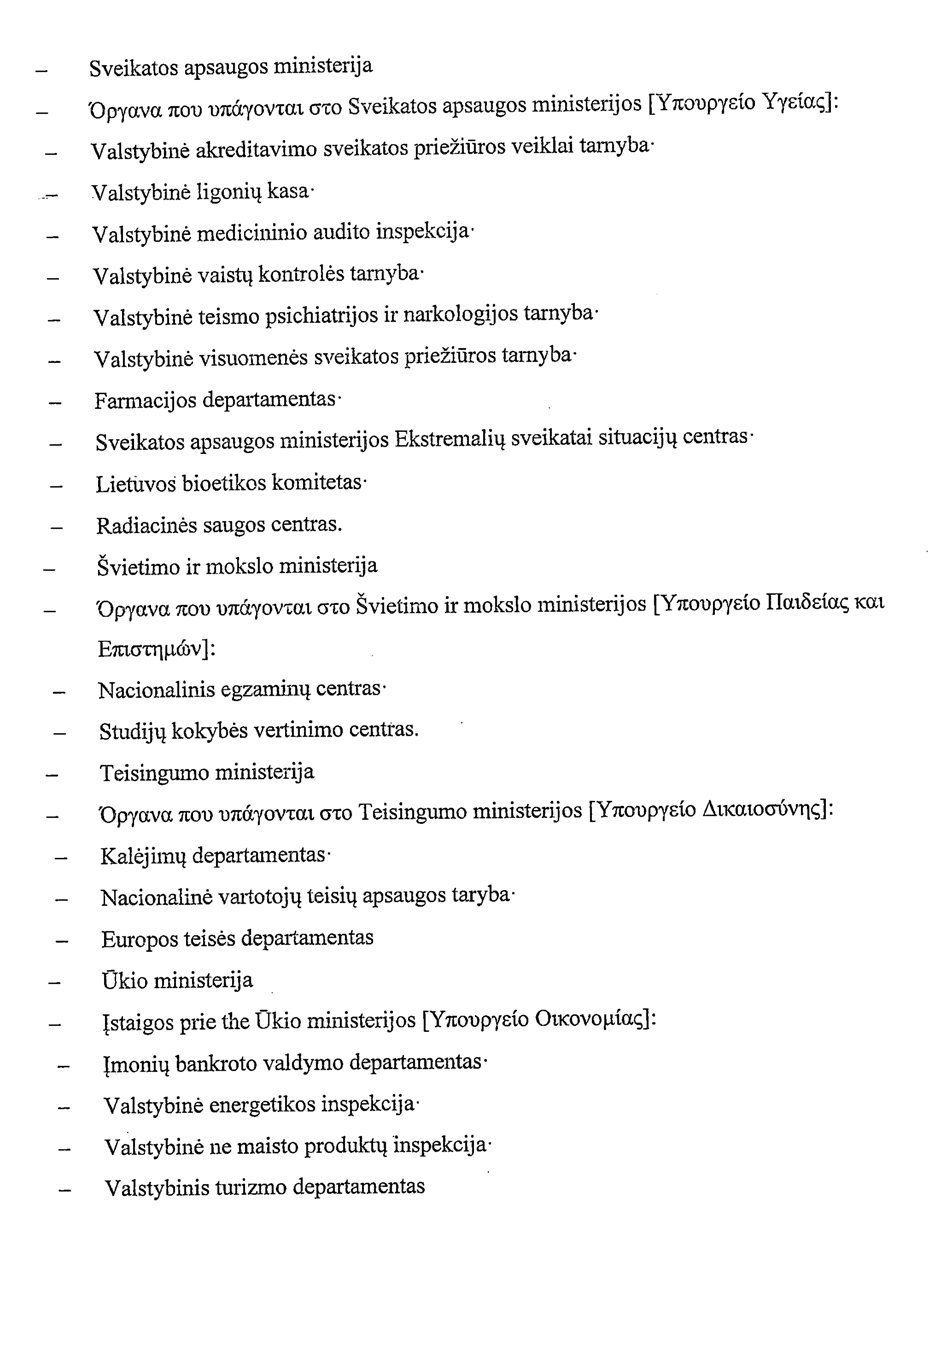 – Sveikatos apsaugos ministerija
– Όργανα που υπάγονται στο Sveikatos apsaugos ministerijos [Υπουργείο Υγείας]:
– Valstybinė akreditavimo sveikatos priežiūros veiklai tarnyba·
– Valstybinė ligonių kasa·
– Valstybinė medicininio audito inspekcija·
– Valstybinė vaistų kontrolės tarnyba·
– Valstybinė teismo psichiatrijos ir narkologijos tarnyba·
– Valstybinė visuomenės sveikatos priežiūros tarnyba·
– Farmacijos departamentas·
– Sveikatos apsaugos ministerijos Ekstremalių sveikatai situacijų centras·
– Lietuvos bioetikos komitetas·
– Radiacinės saugos centras.
– Švietimo ir mokslo ministerija
– Όργανα που υπάγονται στο Švietimo ir mokslo ministerijos [Υπουργείο Παιδείας και
Επιστημών]:
– Nacionalinis egzaminų centras·
– Studijų kokybės vertinimo centras.
– Teisingumo ministerija
– Όργανα που υπάγονται στο Teisingumo ministerijos [Υπουργείο Δικαιοσύνης]:
– Kalėjimų departamentas·
– Nacionalinė vartotojų teisių apsaugos taryba·
– Europos teisės departamentas
– Ūkio ministerija
– Įstaigos prie the Ūkio ministerijos [Υπουργείο Οικονομίας]:
– Įmonių bankroto valdymo departamentas·
– Valstybinė energetikos inspekcija·
– Valstybinė ne maisto produktų inspekcija·
– Valstybinis turizmo departamentas